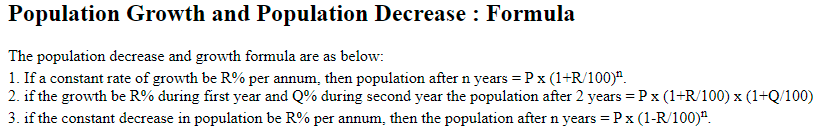 Population Growth and Population Decrease : Formula
The population decrease and growth formula are as below:
1. If a constant rate of growth be R% per annum, then population after n years = P x (1+R/100)ⁿ.
2. if the growth be R% during first year and Q% during second year the population after 2 years = P x (1+R/100) x (1+Q/100)
3. if the constant decrease in population be R% per annum, then the population after n years = P x (1-R/100)ⁿ.